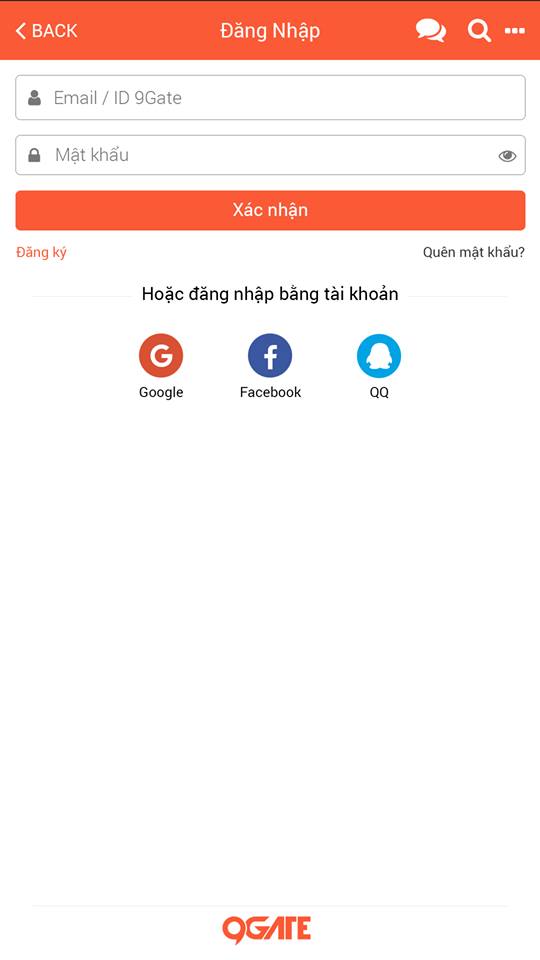 BACK
Đăng Nhập
Email / ID 9Gate
Mật khẩu
Xác nhận
Đăng ký
Quên mật khẩu?
Hoặc đăng nhập bằng tài khoản
Google
Facebook
QQ
9GATE